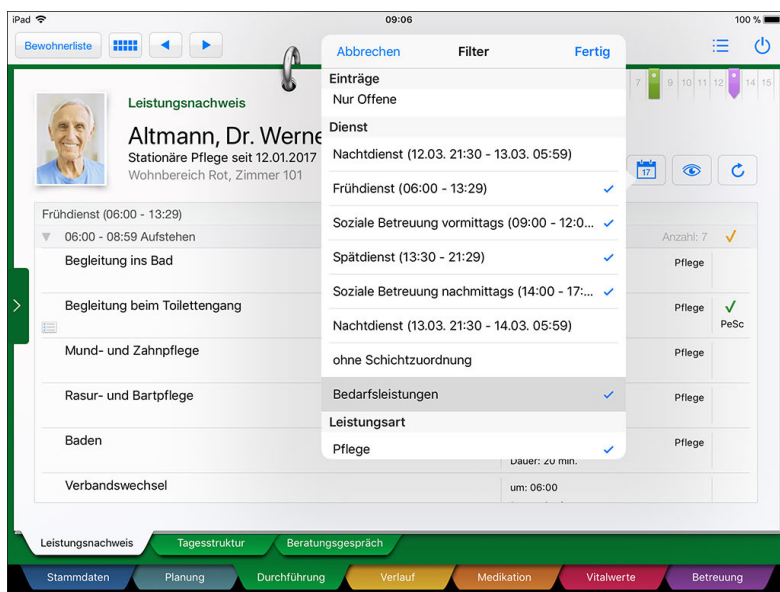 iPad 09:06 100 %
Bewohnerliste
Abbrechen Filter Fertig
Einträge
Nur Offene
Dienst
Nachtdienst (12.03. 21:30 - 13.03. 05:59)
Frühdienst (06:00 - 13:29)
Soziale Betreuung vormittags (09:00 - 12:0...
Spätdienst (13:30 - 21:29)
Soziale Betreuung nachmittags (14:00 - 17:...
Nachtdienst (13.03. 21:30 - 14.03. 05:59)
ohne Schichtzuordnung
Bedarfsleistungen
Leistungsart
Pflege
7 9 10 11 12 14 15
17
Leistungsnachweis
Altmann, Dr. Werne
Stationäre Pflege seit 12.01.2017
Wohnbereich Rot, Zimmer 101
Frühdienst (06:00 - 13:29)
06:00 - 08:59 Aufstehen Anzahl: 7
Begleitung ins Bad Pflege
Begleitung beim Toilettengang Pflege
PeSc
Mund- und Zahnpflege Pflege
Rasur- und Bartpflege Pflege
Baden Pflege
Dauer: 20 min.
Verbandswechsel um: 06:00
Leistungsnachweis Tagesstruktur Beratungsgespräch
Stammdaten Planung Durchführung Verlauf Medikation Vitalwerte Betreuung